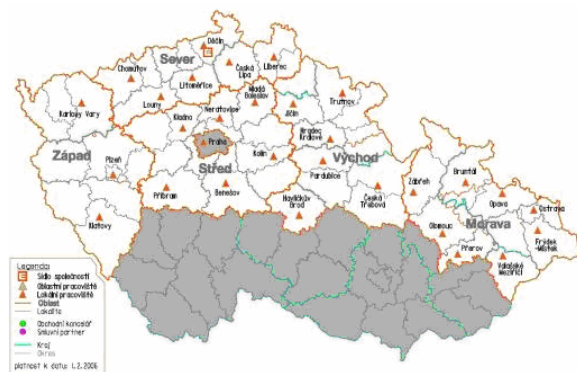 Děčín
Sever
Chomutov
Česká
Lípa
Liberec
Litoměřice
Karlovy Vary
Louny
Mladá
Boleslav
Trutnov
Kladno
Neratovice
Jičín
Praha
Hradec
Králové
Západ
Plzeň
Kolín
Východ
Střed
Pardubice
Zábřeh
Bruntál
Příbram
Benešov
Havlíčkův
Brod
Česká
Třebová
Opava
Ostrava
Klatovy
Olomouc
Morava
Frýdek
-Místek
Přerov
Valašské
Meziříčí
Legenda
Sídlo společnosti
Oblastní pracoviště
Lokální pracoviště
Oblast
Lokalita
Obchodní kancelář
Smluvní partner
Kraj
Okres
platnost k datu: 1.2.2006